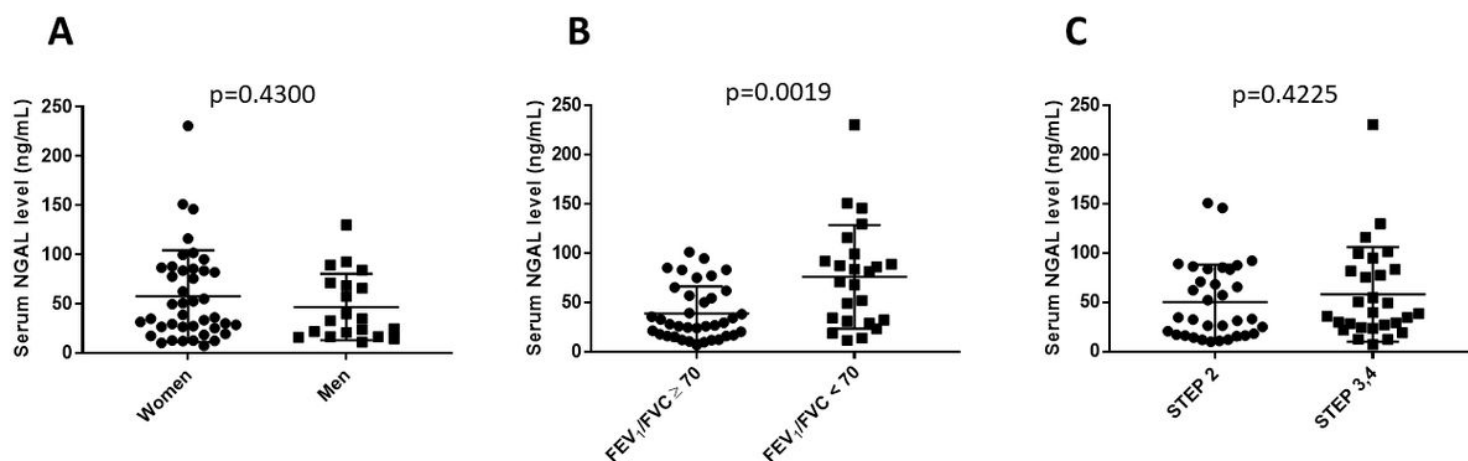 A
p=0.4300
Serum NGAL level (ng/mL)
250
200
150
100
50
0
Women
Men
B
p=0.0019
Serum NGAL level (ng/mL)
250
200
150
100
50
0
FEV₁/FVC ≥ 70
FEV₁/FVC < 70
C
p=0.4225
Serum NGAL level (ng/mL)
250
200
150
100
50
0
STEP 2
STEP 3,4